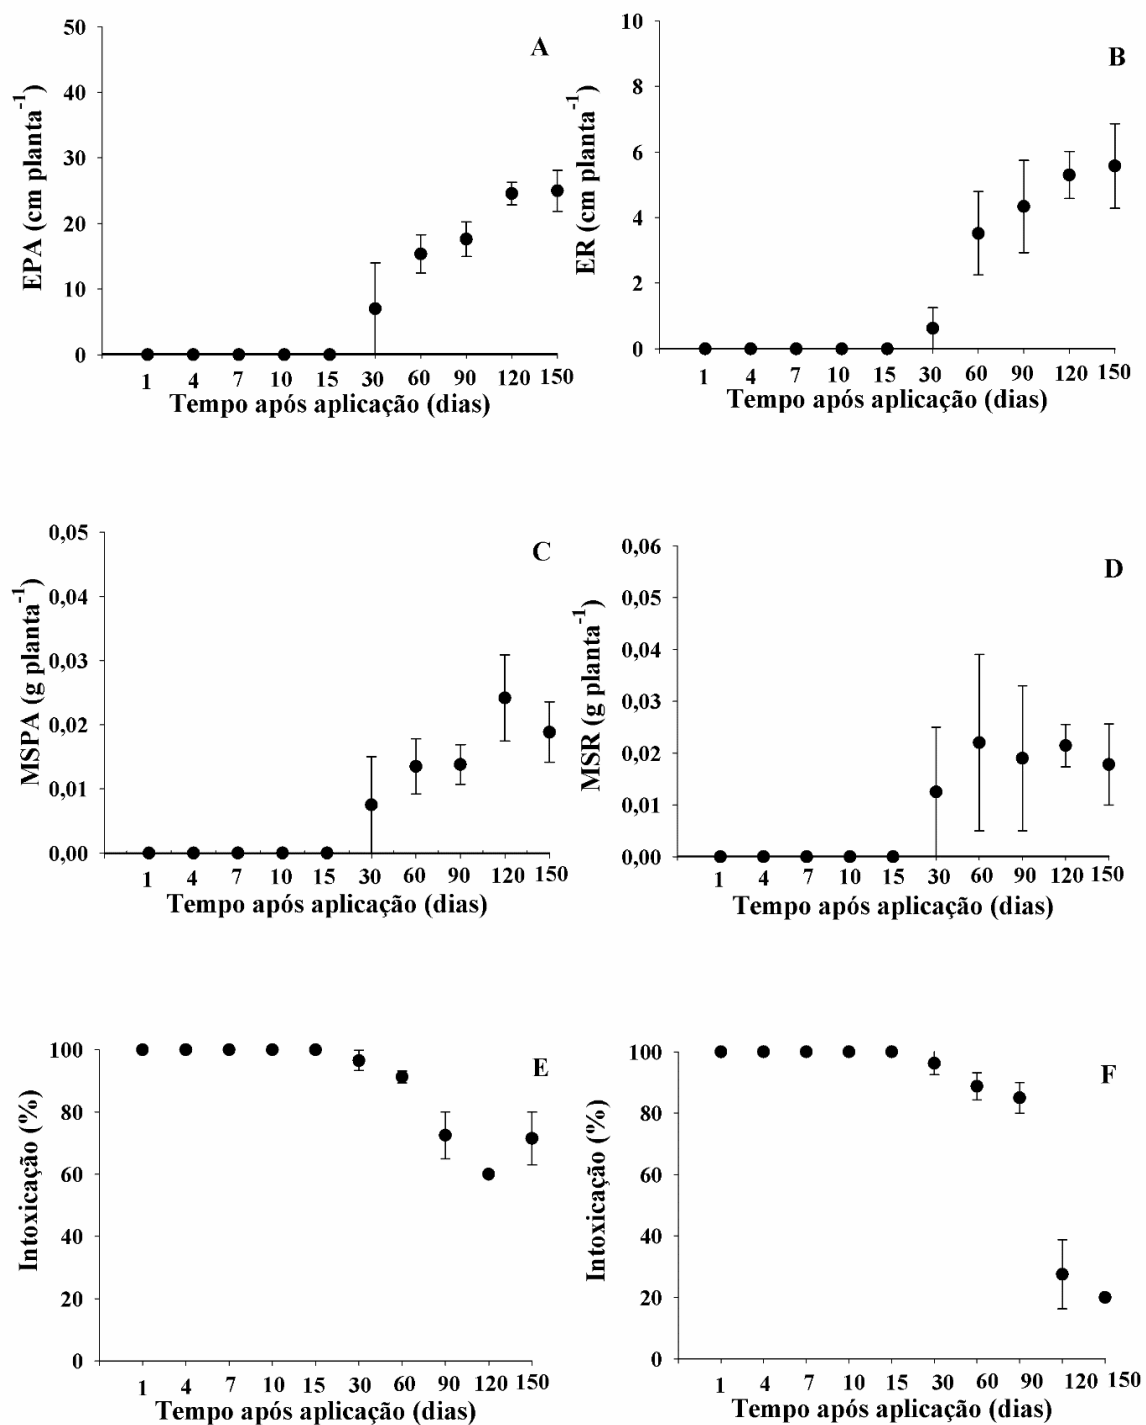 A
EPA (cm planta⁻¹)
50
40
30
20
10
0
1 4 7 10 15 30 60 90 120 150
Tempo após aplicação (dias)
B
ER (cm planta⁻¹)
10
8
6
4
2
0
1 4 7 10 15 30 60 90 120 150
Tempo após aplicação (dias)
C
MSPA (g planta⁻¹)
0,05
0,04
0,03
0,02
0,01
0,00
1 4 7 10 15 30 60 90 120 150
Tempo após aplicação (dias)
D
MSR (g planta⁻¹)
0,06
0,05
0,04
0,03
0,02
0,01
0,00
1 4 7 10 15 30 60 90 120 150
Tempo após aplicação (dias)
E
Intoxicação (%)
100
80
60
40
20
0
1 4 7 10 15 30 60 90 120 150
Tempo após aplicação (dias)
F
Intoxicação (%)
100
80
60
40
20
0
1 4 7 10 15 30 60 90 120 150
Tempo após aplicação (dias)